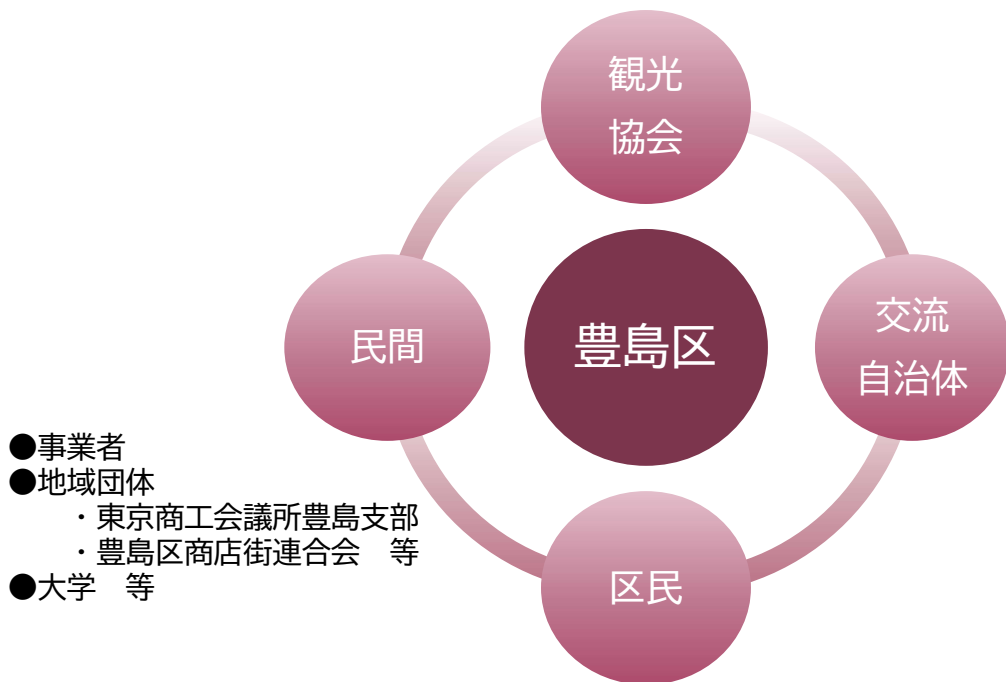 観光
協会
民間
豊島区
交流
自治体
区民
●事業者
●地域団体
・東京商工会議所豊島支部
・豊島区商店街連合会　等
●大学　等